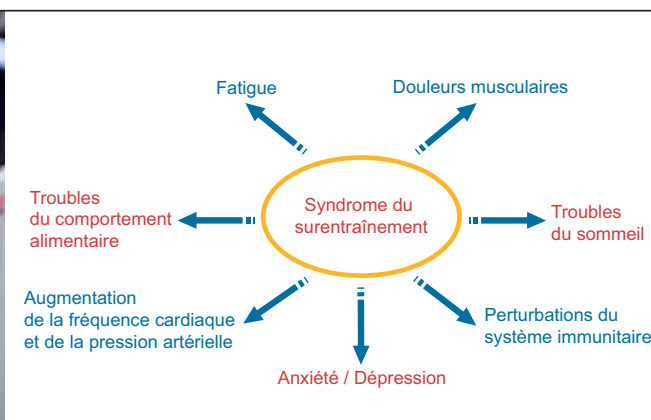 Fatigue
Douleurs musculaires
Troubles
du comportement
alimentaire
Syndrome du
surentraînement
Troubles
du sommeil
Augmentation
de la fréquence cardiaque
et de la pression artérielle
Perturbations du
système immunitaire
Anxiété / Dépression